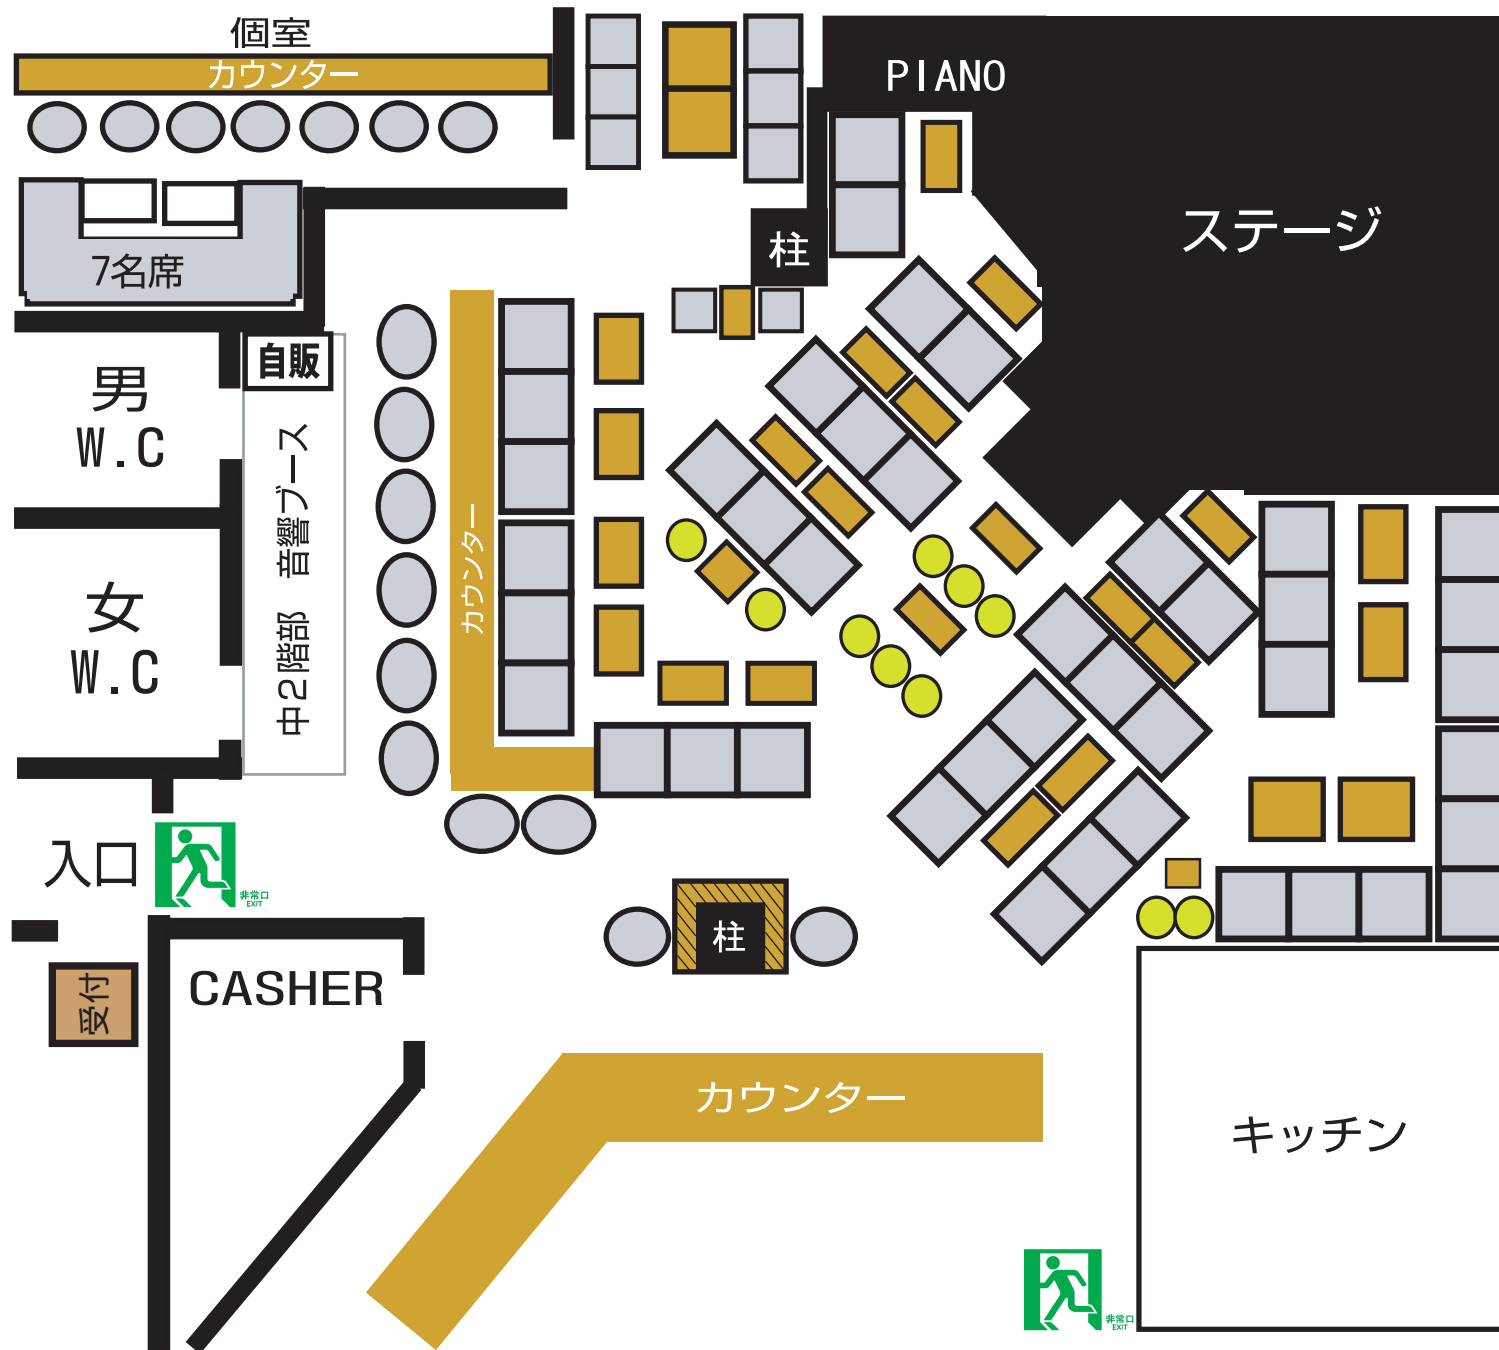 個室
カウンター
PIANO
ステージ
柱
7名席
自販
男
W.C
中2階部 音響ブース
カウンター
女
W.C
入口
非常口
EXIT
柱
CASHER
受付
カウンター
キッチン
非常口
EXIT